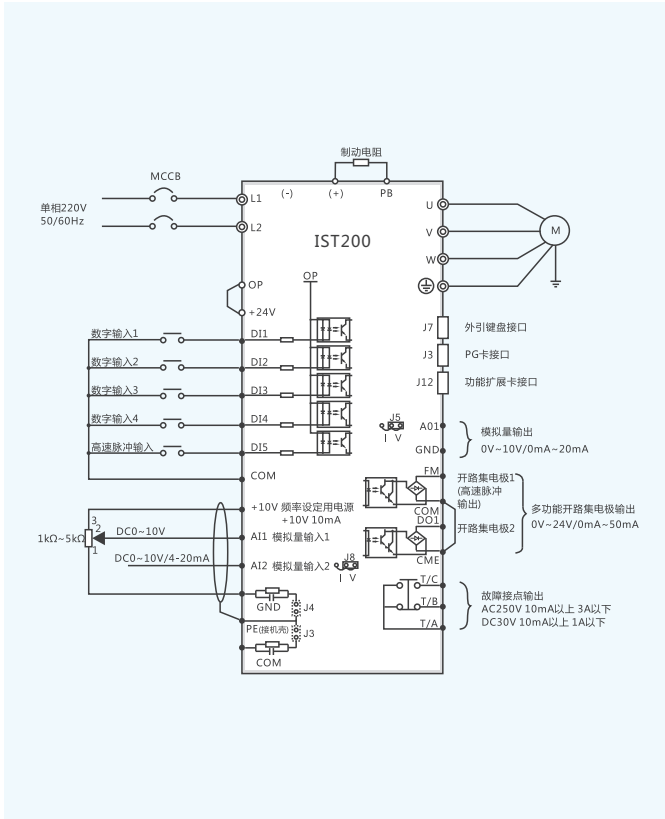 制动电阻
MCCB
单相220V
50/60Hz
L1
(-)
(+)
PB
L2
U
V
W
M
IST200
OP
OP
+24V
数字输入1
DI1
J7
外引键盘接口
数字输入2
DI2
J3
PG卡接口
数字输入3
DI3
J12
功能扩展卡接口
数字输入4
DI4
J5
I V
A01
模拟量输出
0V~10V/0mA~20mA
GND
高速脉冲输入
DI5
COM
FM
开路集电极1
(高速脉冲
输出)
COM
DO1
开路集电极2
CME
多功能开路集电极输出
0V~24V/0mA~50mA
+10V 频率设定用电源
+10V 10mA
3
2
1
1kΩ~5kΩ
DC0~10V
AI1 模拟量输入1
DC0~10V/4-20mA
AI2 模拟量输入2
J8
I V
GND
J4
PE(接机壳)
J3
COM
T/C
T/B
T/A
故障接点输出
AC250V 10mA以上 3A以下
DC30V 10mA以上 1A以下